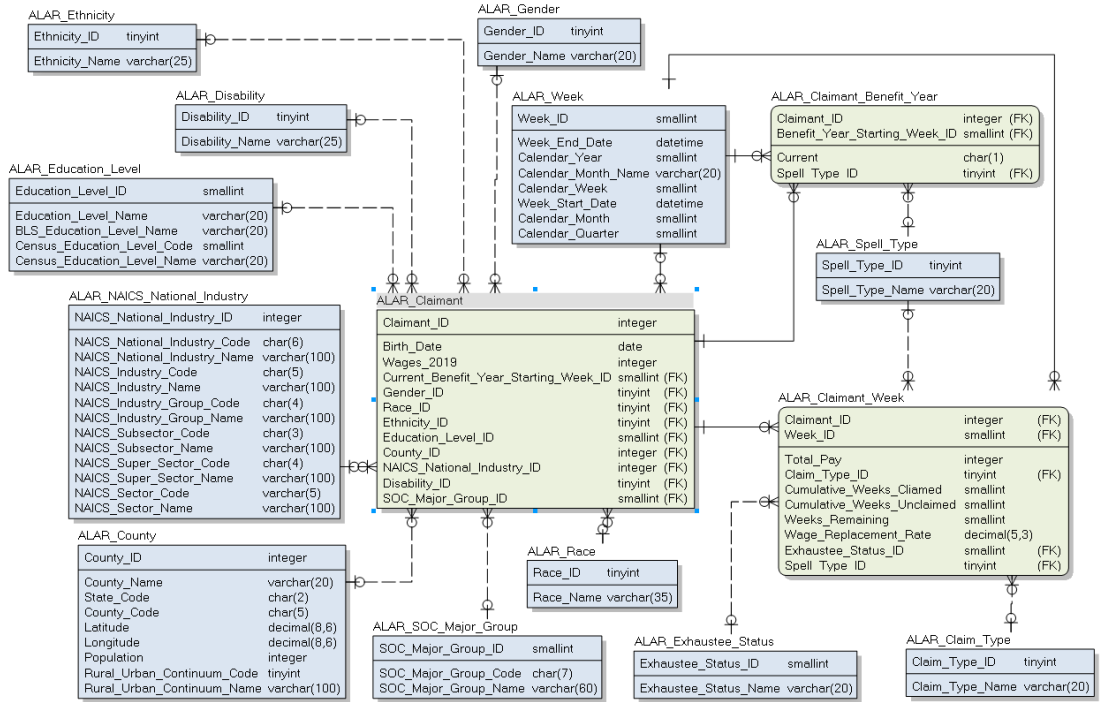 ALAR_Ethnicity
Ethnicity_ID tinyint
Ethnicity_Name varchar(25)
ALAR_Gender
Gender_ID tinyint
Gender_Name varchar(20)
ALAR_Disability
Disability_ID tinyint
Disability_Name varchar(25)
ALAR_Week
Week_ID smallint
Week_End_Date datetime
Calendar_Year smallint
Calendar_Month_Name varchar(20)
Calendar_Week smallint
Week_Start_Date datetime
Calendar_Month smallint
Calendar_Quarter smallint
ALAR_Claimant_Benefit_Year
Claimant_ID integer (FK)
Benefit_Year_Starting_Week_ID smallint (FK)
Current char(1)
Spell_Type_ID tinyint (FK)
ALAR_Education_Level
Education_Level_ID smallint
Education_Level_Name varchar(20)
BLS_Education_Level_Name varchar(20)
Census_Education_Level_Code smallint
Census_Education_Level_Name varchar(20)
ALAR_Spell_Type
Spell_Type_ID tinyint
Spell_Type_Name varchar(20)
ALAR_NAICS_National_Industry
NAICS_National_Industry_ID integer
NAICS_National_Industry_Code char(6)
NAICS_National_Industry_Name varchar(100)
NAICS_Industry_Code char(5)
NAICS_Industry_Name varchar(100)
NAICS_Industry_Group_Code char(4)
NAICS_Industry_Group_Name varchar(100)
NAICS_Subsector_Code char(3)
NAICS_Subsector_Name varchar(100)
NAICS_Super_Sector_Code char(4)
NAICS_Super_Sector_Name varchar(100)
NAICS_Sector_Code varchar(5)
NAICS_Sector_Name varchar(100)
ALAR_Claimant
Claimant_ID integer
Birth_Date date
Wages_2019 integer
Current_Benefit_Year_Starting_Week_ID smallint (FK)
Gender_ID tinyint (FK)
Race_ID tinyint (FK)
Ethnicity_ID tinyint (FK)
Education_Level_ID smallint (FK)
County_ID integer (FK)
NAICS_National_Industry_ID integer (FK)
Disability_ID tinyint (FK)
SOC_Major_Group_ID smallint (FK)
ALAR_Claimant_Week
Claimant_ID integer (FK)
Week_ID smallint (FK)
Total_Pay integer
Claim_Type_ID tinyint (FK)
Cumulative_Weeks_Cliamed smallint
Cumulative_Weeks_Unclaimed smallint
Weeks_Remaining smallint
Wage_Replacement_Rate decimal(5,3)
Exhaustee_Status_ID smallint (FK)
Spell_Type_ID tinyint (FK)
ALAR_County
County_ID integer
County_Name varchar(20)
State_Code char(2)
County_Code char(5)
Latitude decimal(8,6)
Longitude decimal(8,6)
Population integer
Rural_Urban_Continuum_Code tinyint
Rural_Urban_Continuum_Name varchar(100)
ALAR_Race
Race_ID tinyint
Race_Name varchar(35)
ALAR_SOC_Major_Group
SOC_Major_Group_ID smallint
SOC_Major_Group_Code char(7)
SOC_Major_Group_Name varchar(60)
ALAR_Exhaustee_Status
Exhaustee_Status_ID smallint
Exhaustee_Status_Name varchar(20)
ALAR_Claim_Type
Claim_Type_ID tinyint
Claim_Type_Name varchar(20)